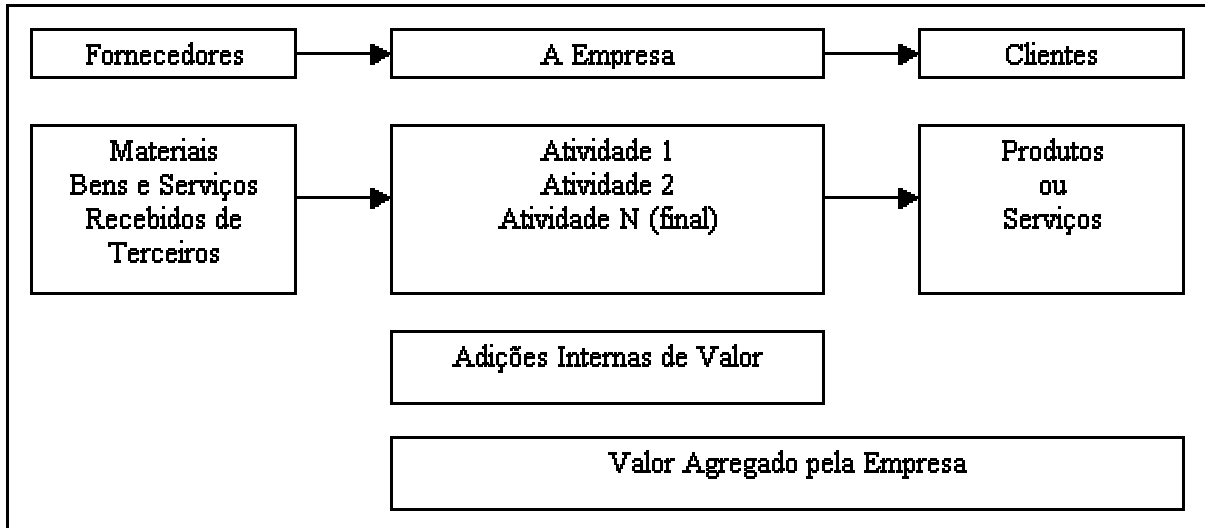 Fornecedores
A Empresa
Clientes
Materiais
Bens e Serviços
Recebidos de
Terceiros
Atividade 1
Atividade 2
Atividade N (final)
Produtos
ou
Serviços
Adições Internas de Valor
Valor Agregado pela Empresa